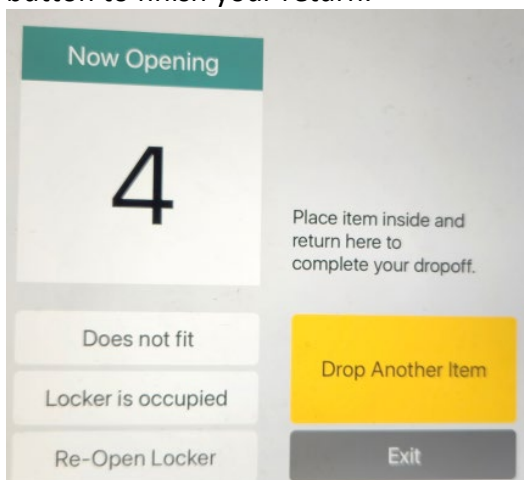 button to finish your return.
Now Opening
4
Place item inside and
return here to
complete your dropoff.
Does not fit
Locker is occupied
Re-Open Locker
Drop Another Item
Exit